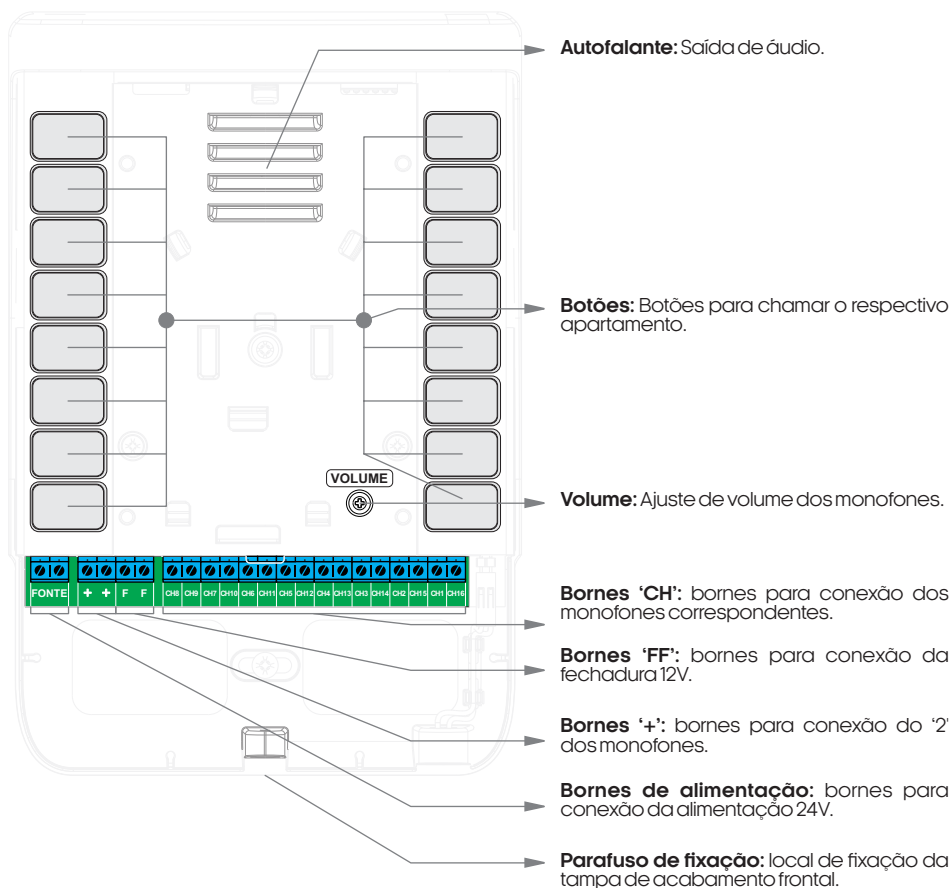 Autofalante: Saída de áudio.
Botões: Botões para chamar o respectivo
apartamento.
VOLUME
Volume: Ajuste de volume dos monofones.
FONTE + + F F CH8 CH9 CH7 CH10 CH6 CH11 CH5 CH12 CH4 CH13 CH3 CH14 CH2 CH15 CH1 CH16
Bornes ‘CH’: bornes para conexão dos
monofones correspondentes.
Bornes ‘FF’: bornes para conexão da
fechadura 12V.
Bornes ‘+’: bornes para conexão do ‘2'
dos monofones.
Bornes de alimentação: bornes para
conexão da alimentação 24V.
Parafuso de fixação: local de fixação da
tampa de acabamento frontal.